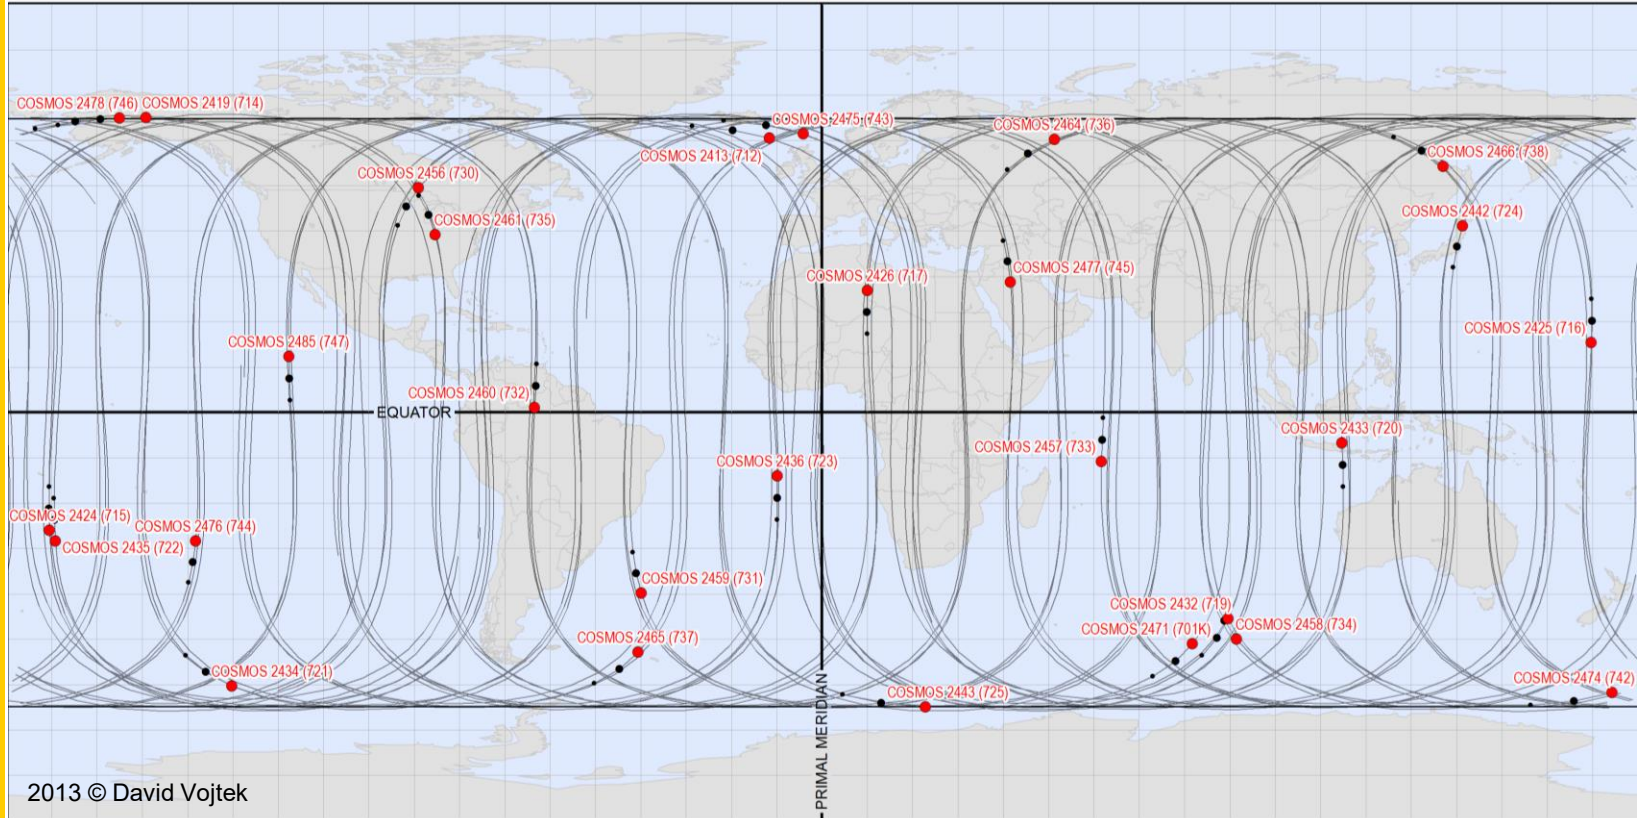 COSMOS 2478 (746)
COSMOS 2419 (714)
COSMOS 2475 (743)
COSMOS 2464 (736)
COSMOS 2413 (712)
COSMOS 2466 (738)
COSMOS 2456 (730)
COSMOS 2461 (735)
COSMOS 2442 (724)
COSMOS 2426 (717)
COSMOS 2477 (745)
COSMOS 2425 (716)
COSMOS 2485 (747)
COSMOS 2460 (732)
EQUATOR
COSMOS 2433 (720)
COSMOS 2457 (733)
COSMOS 2436 (723)
COSMOS 2424 (715)
COSMOS 2476 (744)
COSMOS 2435 (722)
COSMOS 2459 (731)
COSMOS 2432 (719)
COSMOS 2471 (701K)
COSMOS 2458 (734)
COSMOS 2465 (737)
COSMOS 2434 (721)
COSMOS 2443 (725)
COSMOS 2474 (742)
PRIMAL MERIDIAN
2013 © David Vojtek